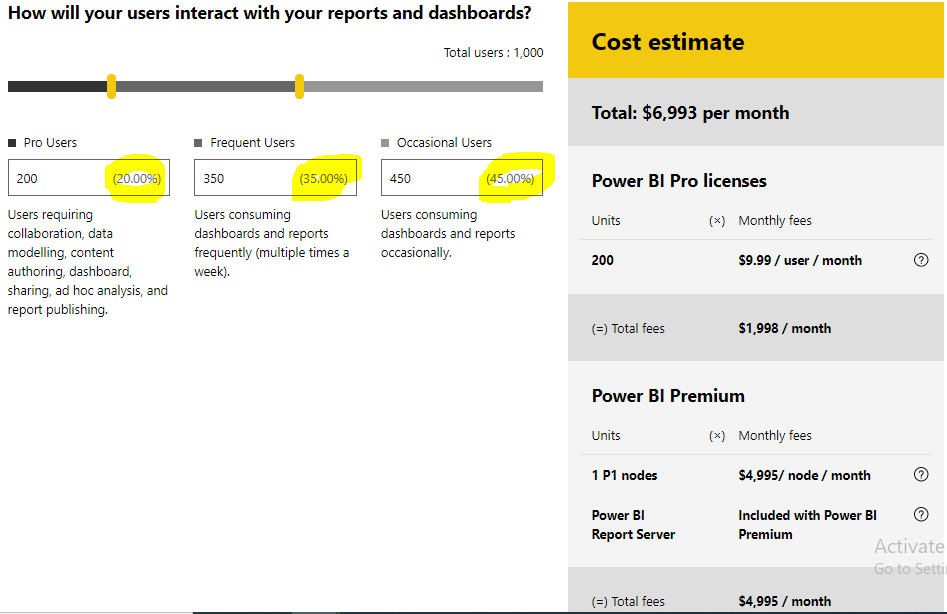 How will your users interact with your reports and dashboards?
Total users : 1,000
Pro Users
200 (20.00%)
Users requiring
collaboration, data
modelling, content
authoring, dashboard,
sharing, ad hoc analysis, and
report publishing.
Frequent Users
350 (35.00%)
Users consuming
dashboards and reports
frequently (multiple times a
week).
Occasional Users
450 (45.00%)
Users consuming
dashboards and reports
occasionally.
Cost estimate
Total: $6,993 per month
Power BI Pro licenses
Units (×) Monthly fees
200 $9.99 / user / month
(=) Total fees $1,998 / month
Power BI Premium
Units (×) Monthly fees
1 P1 nodes $4,995/ node / month
Power BI
Report Server
Included with Power BI
Premium
(=) Total fees $4,995 / month
Activate
Go to Setti